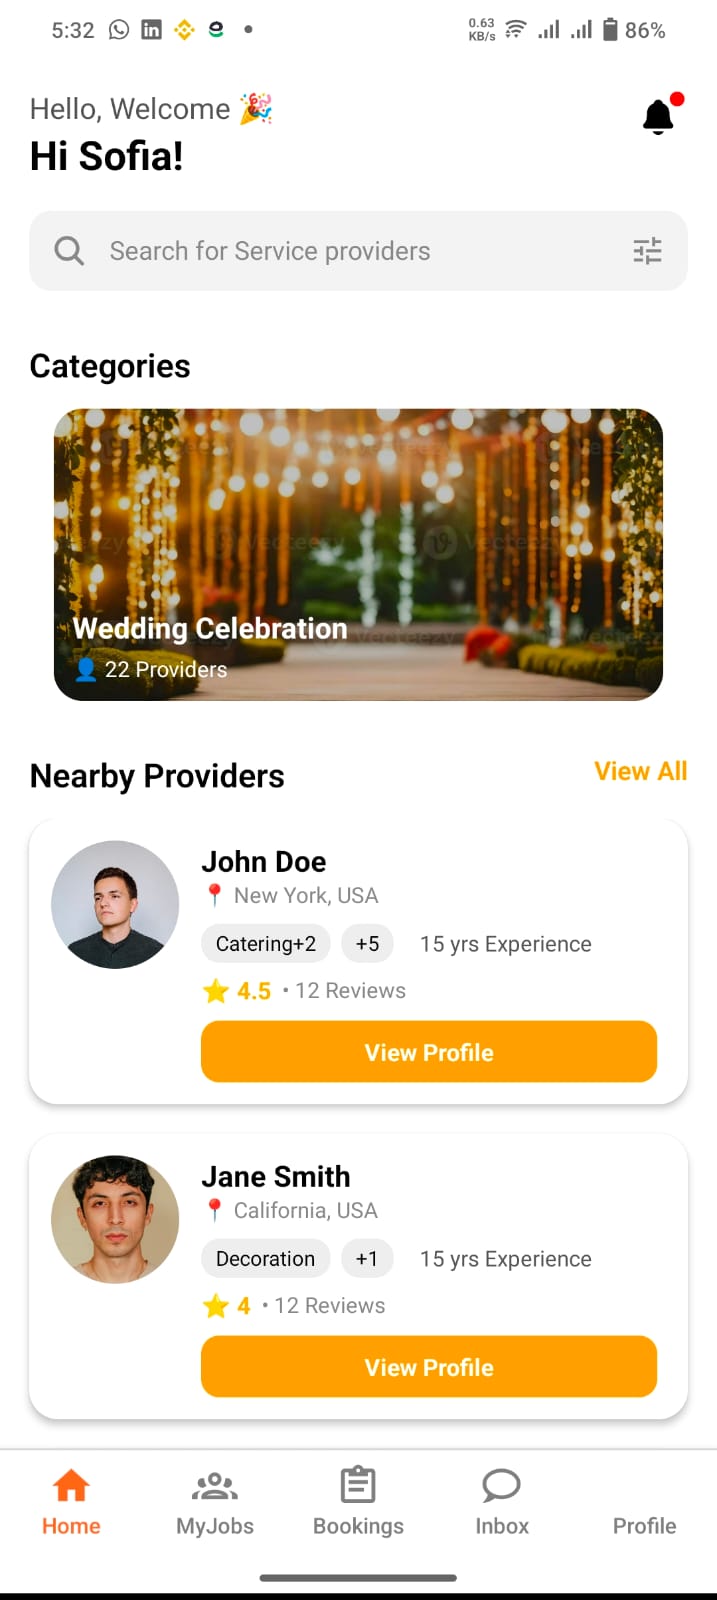 5:32
0.63
KB/s
86%
Hello, Welcome 🎉
Hi Sofia!
Search for Service providers
Categories
Vecteezy
Vecteezy
Wedding Celebration
👤 22 Providers
Nearby Providers
View All
John Doe
📍 New York, USA
Catering+2 +5 15 yrs Experience
⭐ 4.5 • 12 Reviews
View Profile
Jane Smith
📍 California, USA
Decoration +1 15 yrs Experience
⭐ 4 • 12 Reviews
View Profile
Home MyJobs Bookings Inbox Profile